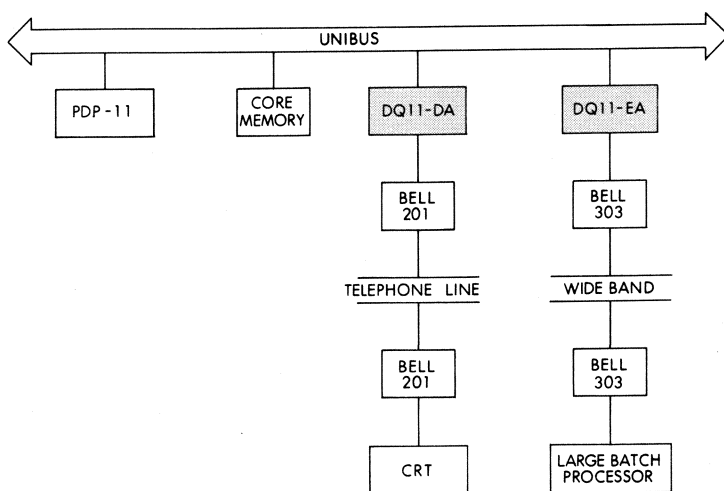 UNIBUS
PDP-11
CORE
MEMORY
DQ11-DA
DQ11-EA
BELL
201
BELL
303
TELEPHONE LINE
WIDE BAND
BELL
201
BELL
303
CRT
LARGE BATCH
PROCESSOR